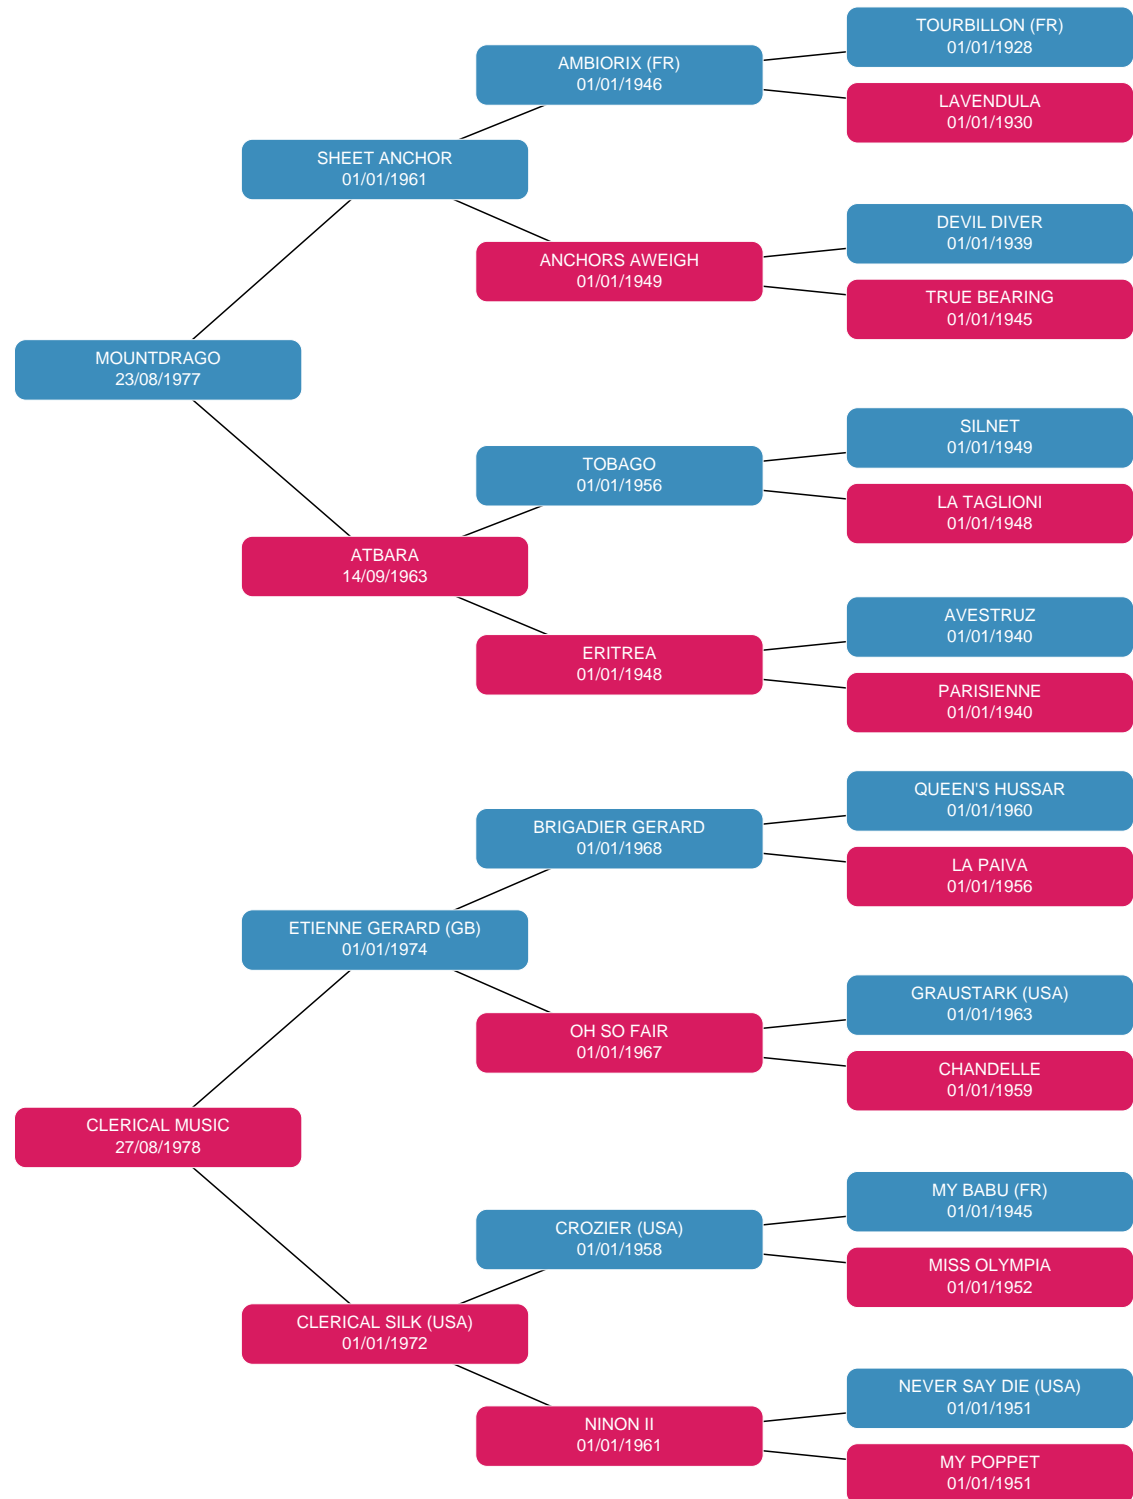 TOURBILLON (FR)
01/01/1928
AMBIORIX (FR)
01/01/1946
LAVENDULA
01/01/1930
SHEET ANCHOR
01/01/1961
DEVIL DIVER
01/01/1939
ANCHORS AWEIGH
01/01/1949
TRUE BEARING
01/01/1945
MOUNTDRAGO
23/08/1977
SILNET
01/01/1949
TOBAGO
01/01/1956
LA TAGLIONI
01/01/1948
ATBARA
14/09/1963
AVESTRUZ
01/01/1940
ERITREA
01/01/1948
PARISIENNE
01/01/1940
QUEEN'S HUSSAR
01/01/1960
BRIGADIER GERARD
01/01/1968
LA PAIVA
01/01/1956
ETIENNE GERARD (GB)
01/01/1974
GRAUSTARK (USA)
01/01/1963
OH SO FAIR
01/01/1967
CHANDELLE
01/01/1959
CLERICAL MUSIC
27/08/1978
MY BABU (FR)
01/01/1945
CROZIER (USA)
01/01/1958
MISS OLYMPIA
01/01/1952
CLERICAL SILK (USA)
01/01/1972
NEVER SAY DIE (USA)
01/01/1951
NINON II
01/01/1961
MY POPPET
01/01/1951